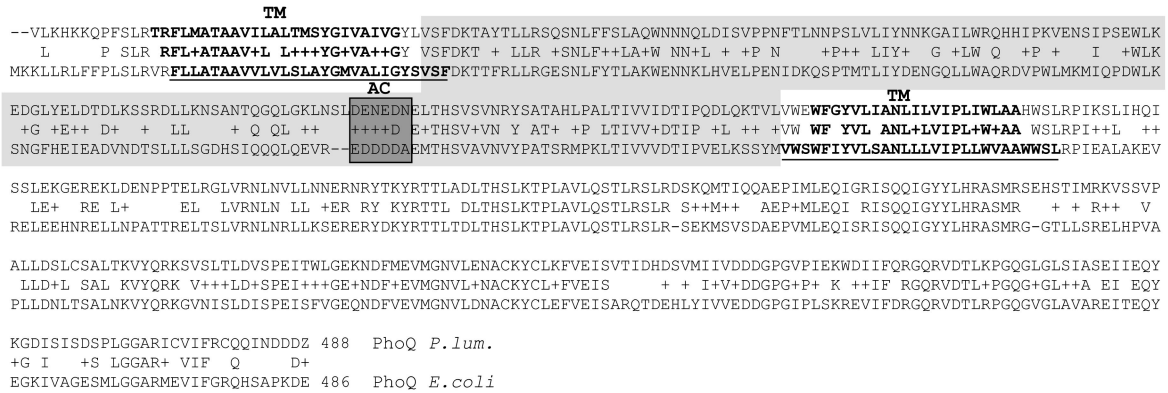 TM
--VLKHKKQPFSLRTRFLMATAAVILALTMSYGIVAIVGYLVSFDKTAYTLLRSQSNLFFSLAQWNNNQLDISVPPNFTLNNPSLVLIYNNKGAILWRQHHIPKVENSIPSEWLK
L P SLR RFL+ATAAV+L L+++YG+VA++GY VSFDKT + LLR +SNLF++LA+W NN+L+ V+P N +P+ L+IY+ G +LW Q +P + I +WLK
MKKLLRLFFPLSLRVRFLLATAAVVLVLSLAYGMVALIGYSVSFDKTTFRLLRGESNLFYTLAKWENNKLHVELPENIDKQSPTMTLIYDENGQLLWAQRDVPWLMKMIQPDWLK
AC
TM
EDGLYELDTDLKSSRDLLKNSANTQGQLGKLNSLDENEDNELTHSVSVNRYSATAHLPALTIVVIDTIPQDLQKTVLVWEWFGYVLIANLILVIPLIWLAAHWSLRPIKSLIHQI
+G +E++ D+ + LL + Q QL ++ ++++D E+THSV+VN Y AT+ +P LTIVV+DTIP +L ++ +VW WF YVL ANL+LVIPL+W+AA WSLRPI++L ++
SNGFHEIEADVNDTSLLLSGDHSIQQQLQEVR--EDDDDAEMTHSVAVNVYPATSRMPKLTIVVVDTIPVELKSSYMVWSWFIYVLSANLLLVIPLLWVAAWWSLRPIEALAKEV
SSLEKGEREKLDENPPTELRGLVRNLNVLLNNERNRYTKYRTTLADLTHSLKTPLAVLQSTLRSLRDSKQMTIQQAEPIMLEQIGRISQQIGYYLHRASMRSEHSTIMRKVSSVP
LE+ RE L+ EL LVRNLN LL +ER RY KYRTTL DLTHSLKTPLAVLQSTLRSLR S++M++ AEP+MLEQI RISQQIGYYLHRASMR + + R++ V
RELEEHNRELLNPATTRELTSLVRNLNRLLKSERERYDKYRTTLTDLTHSLKTPLAVLQSTLRSLR-SEKMSVSDAEPVMLEQISRISQQIGYYLHRASMRG-GTLLSRELHPVA
ALLDSLCSALTKVYQRKSVSLTLDVSPEITWLGEKNDFMEVMGNVLENACKYCLKFVEISVTIDHDSVMIIVDDDGPGVPIEKWDIIFQRGQRVDTLKPGQGLGLSIASEIIEQY
LLD+L SAL KVYQRK V+++LD+SPEI++GE+NDF+EVMGNVL+NACKYCL+FVEIS + + I+V+DDGPG+P+ K ++IF RGQRVDTL+PGQG+GL++A EI EQY
PLLDNLTSALNKVYQRKGVNISLDISPEISFVGEQNDFVEVMGNVLDNACKYCLEFVEISARQTDEHLYIVVEDDGPGIPLSKREVIFDRGQRVDTLRPGQGVGLAVAREITEQY
KGDISISDSPLGGARICVIFRCQQINDDDZ 488 PhoQ P.lum.
+G I +S LGGAR+ VIF Q D+
EGKIVAGESMLGGARMEVIFGRQHSAPKDE 486 PhoQ E.coli